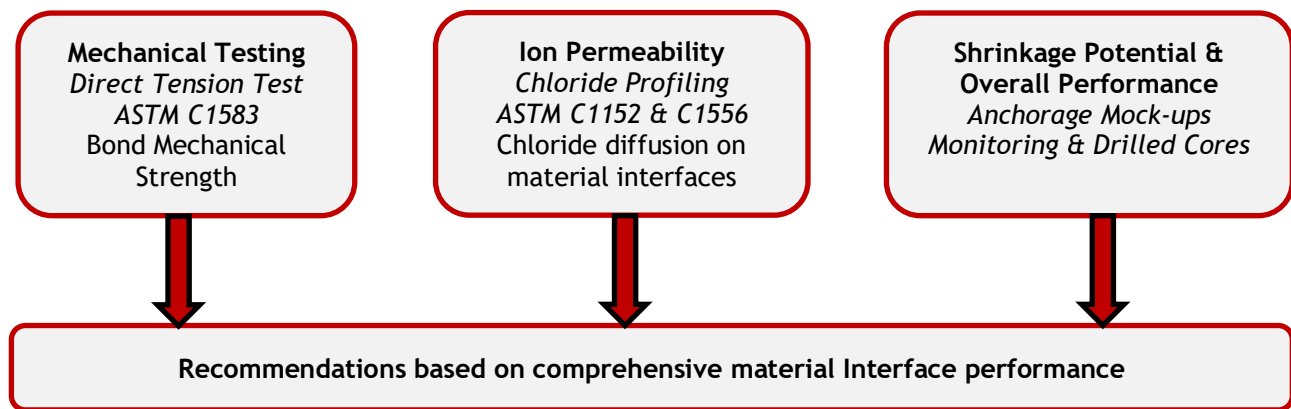 Mechanical Testing
Direct Tension Test
ASTM C1583
Bond Mechanical
Strength
Ion Permeability
Chloride Profiling
ASTM C1152 & C1556
Chloride diffusion on
material interfaces
Shrinkage Potential &
Overall Performance
Anchorage Mock-ups
Monitoring & Drilled Cores
Recommendations based on comprehensive material Interface performance